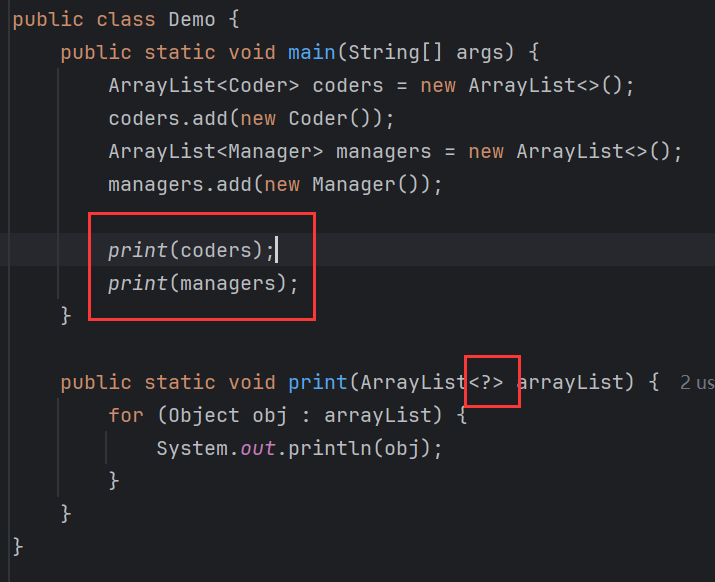 public class Demo {
    public static void main(String[] args) {
        ArrayList<Coder> coders = new ArrayList<>();
        coders.add(new Coder());
        ArrayList<Manager> managers = new ArrayList<>();
        managers.add(new Manager());
        print(coders);
        print(managers);
    }
    public static void print(ArrayList<?> arrayList) {  2 us
        for (Object obj : arrayList) {
            System.out.println(obj);
        }
    }
}